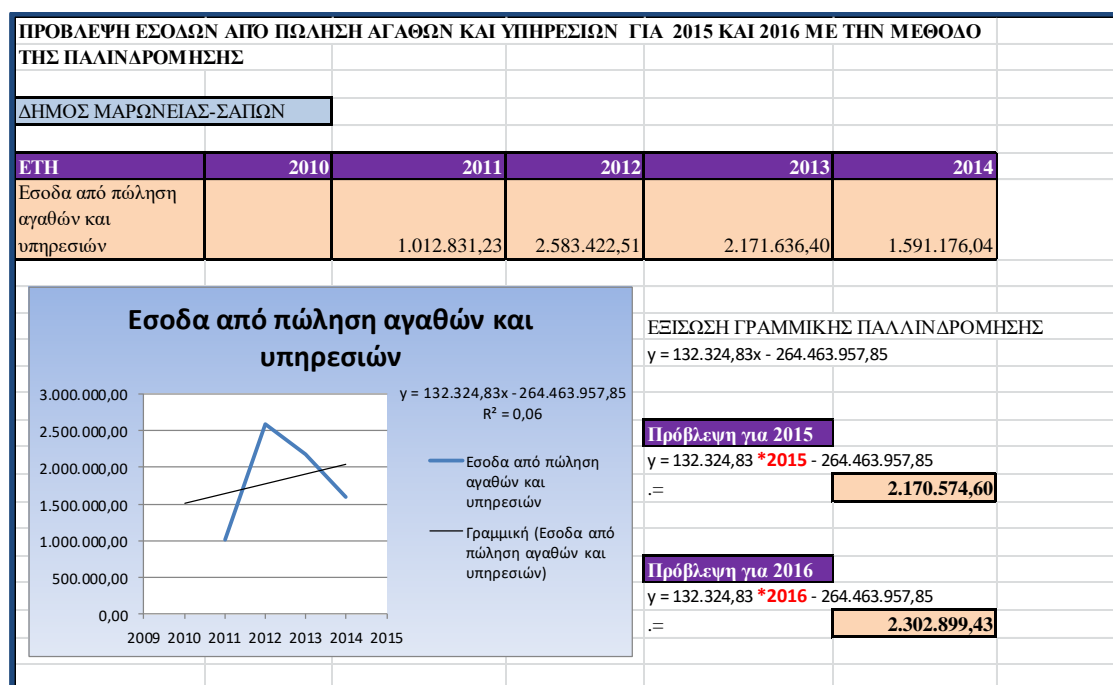 ΠΡΟΒΛΕΨΗ ΕΣΟΔΩΝ ΑΠΌ ΠΩΛΗΣΗ ΑΓΑΘΩΝ ΚΑΙ ΥΠΗΡΕΣΙΩΝ ΓΙΑ 2015 ΚΑΙ 2016 ΜΕ ΤΗΝ ΜΕΘΟΔΟ
ΤΗΣ ΠΑΛΙΝΔΡΟΜΗΣΗΣ
ΔΗΜΟΣ ΜΑΡΩΝΕΙΑΣ-ΣΑΠΩΝ
ΕΤΗ 2010 2011 2012 2013 2014
Εσοδα από πώληση
αγαθών και
υπηρεσιών 1.012.831,23 2.583.422,51 2.171.636,40 1.591.176,04
Εσοδα από πώληση αγαθών και
υπηρεσιών
3.000.000,00
2.500.000,00
2.000.000,00
1.500.000,00
1.000.000,00
500.000,00
0,00
2009 2010 2011 2012 2013 2014 2015
y = 132.324,83x - 264.463.957,85
R² = 0,06
Εσοδα από πώληση
αγαθών και
υπηρεσιών
Γραμμική (Εσοδα από
πώληση αγαθών και
υπηρεσιών)
ΕΞΙΣΩΣΗ ΓΡΑΜΜΙΚΗΣ ΠΑΛΛΙΝΔΡΟΜΗΣΗΣ
y = 132.324,83x - 264.463.957,85
Πρόβλεψη για 2015
y = 132.324,83 *2015 - 264.463.957,85
.= 2.170.574,60
Πρόβλεψη για 2016
y = 132.324,83 *2016 - 264.463.957,85
.= 2.302.899,43